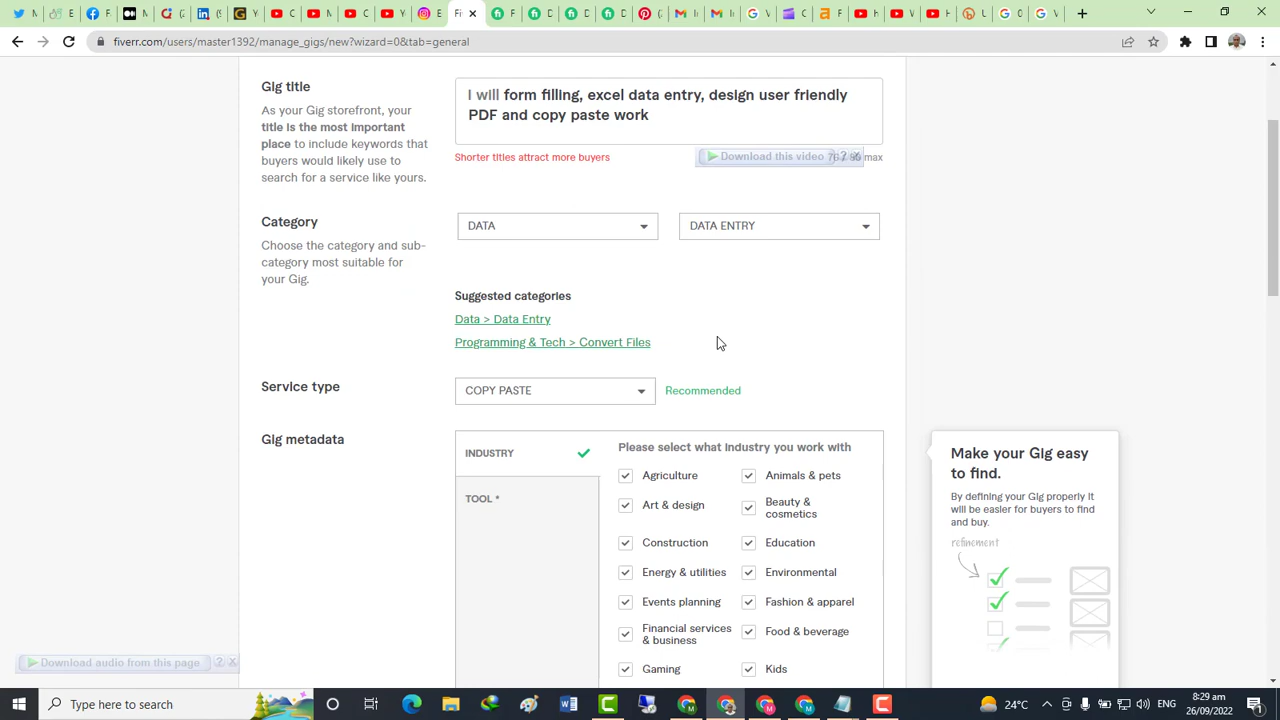 fiverr.com/users/master1392/manage_gigs/new?wizard=0&tab=general
Gig title
As your Gig storefront, your
title is the most important
place to include keywords that
buyers would likely use to
search for a service like yours.
I will form filling, excel data entry, design user friendly
PDF and copy paste work
Shorter titles attract more buyers
Download this video ? X
max
Category
Choose the category and sub-
category most suitable for
your Gig.
DATA
DATA ENTRY
Suggested categories
Data > Data Entry
Programming & Tech > Convert Files
Service type
COPY PASTE
Recommended
Gig metadata
INDUSTRY
TOOL *
Please select what industry you work with
Agriculture
Animals & pets
Art & design
Beauty &
cosmetics
Construction
Education
Energy & utilities
Environmental
Events planning
Fashion & apparel
Financial services
& business
Food & beverage
Gaming
Kids
Make your Gig easy
to find.
By defining your Gig properly it
will be easier for buyers to find
and buy.
refinement
Download audio from this page ? X
Type here to search
24°C
ENG
8:29 am
26/09/2022